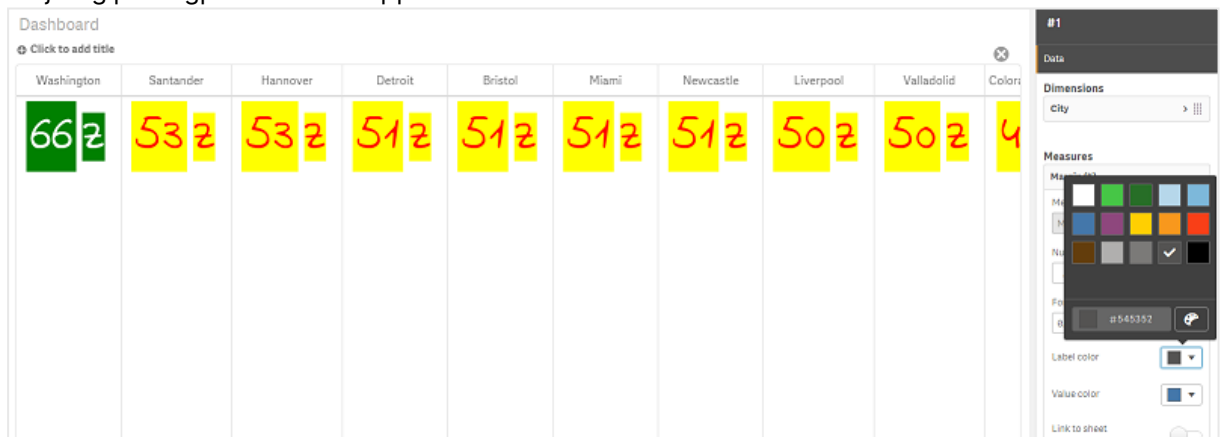 Dashboard
Click to add title
Washington Santander Hannover Detroit Bristol Miami Newcastle Liverpool Valladolid
66 z 53 z 53 z 51 z 51 z 51 z 51 z 50 z 50 z
#1
Data
Dimensions
City
Measures
#545352
Label color
Value color
Link to sheet